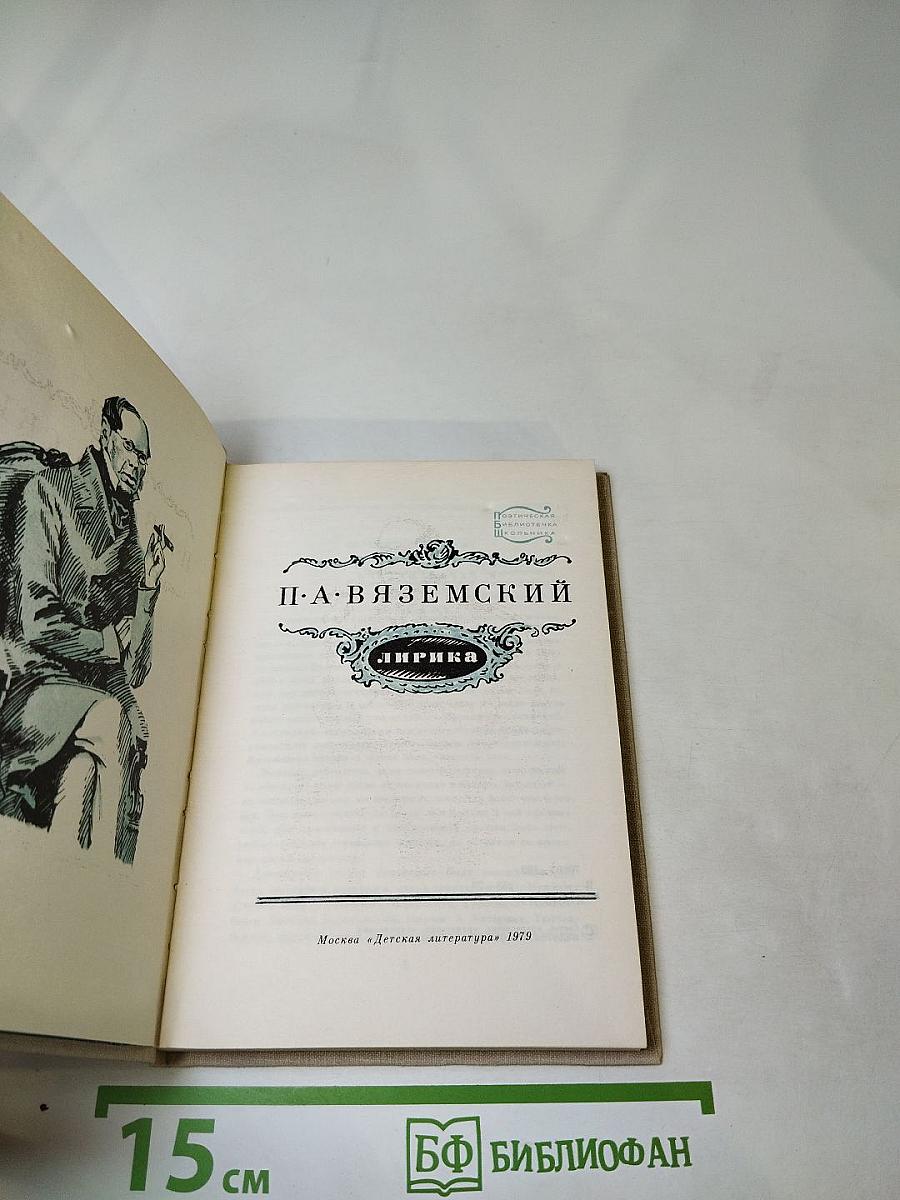 Поэтическая
Библиотечка
Школьника
П·А·ВЯЗЕМСКИЙ
лирика
Москва «Детская литература» 1979
15 см
БФ БИБЛИОФАН